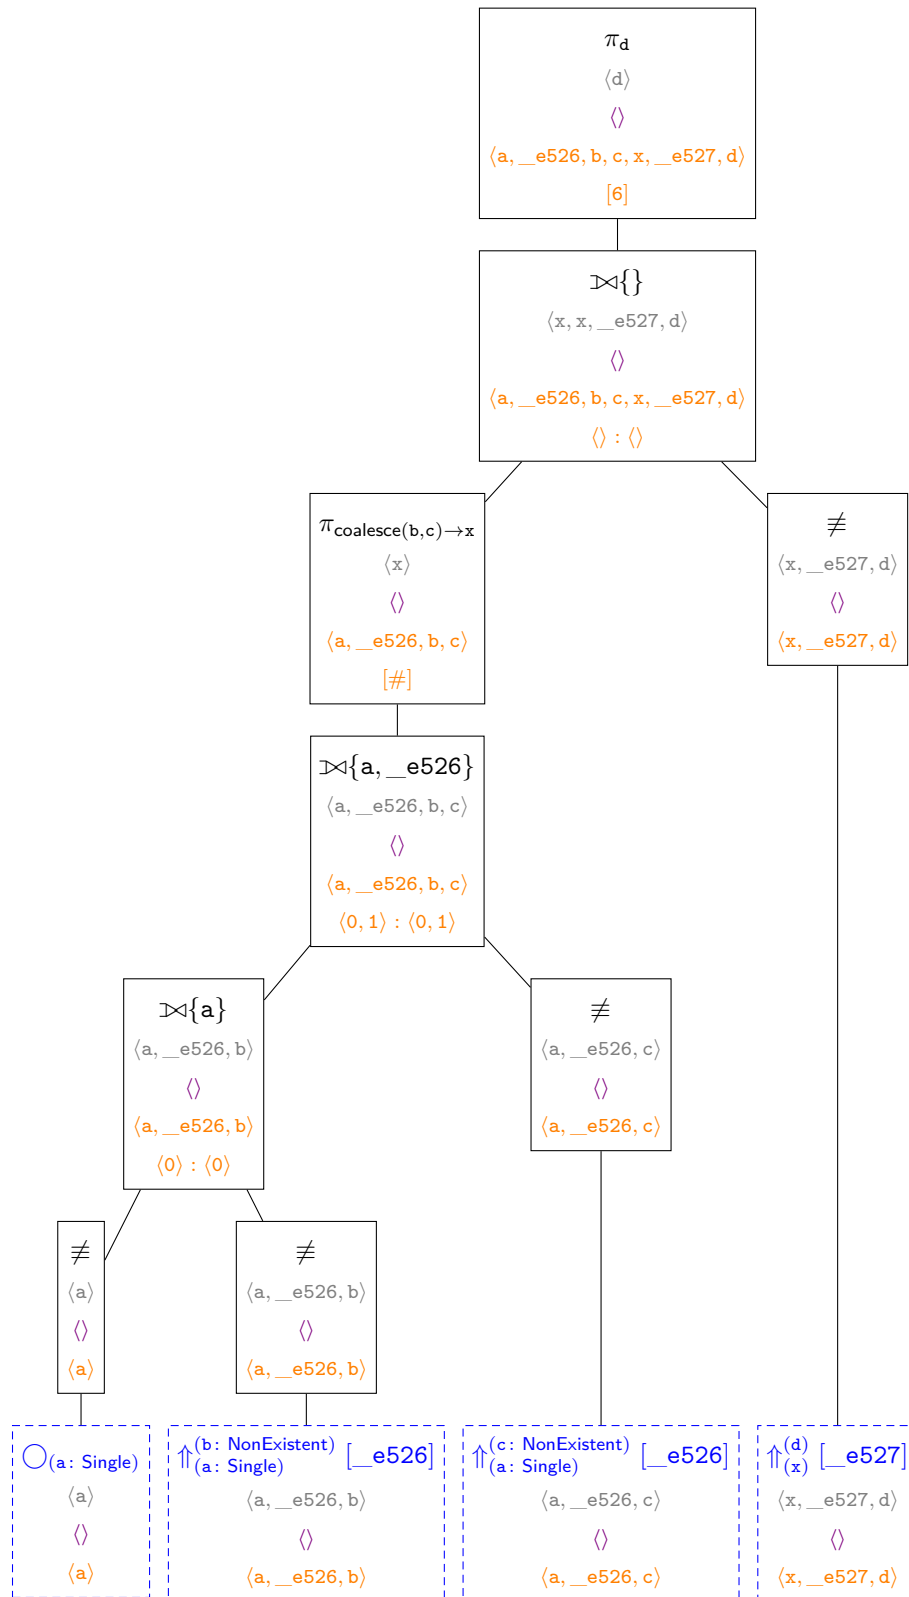 π_d
⟨d⟩
⟨⟩
⟨a, __e526, b, c, x, __e527, d⟩
[6]
⟕{}
⟨x, x, __e527, d⟩
⟨⟩
⟨a, __e526, b, c, x, __e527, d⟩
⟨⟩ : ⟨⟩
π_coalesce(b,c)→x
⟨x⟩
⟨⟩
⟨a, __e526, b, c⟩
[#]
≢
⟨x, __e527, d⟩
⟨⟩
⟨x, __e527, d⟩
⟕{a, __e526}
⟨a, __e526, b, c⟩
⟨⟩
⟨a, __e526, b, c⟩
⟨0, 1⟩ : ⟨0, 1⟩
⟕{a}
⟨a, __e526, b⟩
⟨⟩
⟨a, __e526, b⟩
⟨0⟩ : ⟨0⟩
≢
⟨a, __e526, c⟩
⟨⟩
⟨a, __e526, c⟩
≢
⟨a⟩
⟨⟩
⟨a⟩
≢
⟨a, __e526, b⟩
⟨⟩
⟨a, __e526, b⟩
◯(a: Single)
⟨a⟩
⟨⟩
⟨a⟩
⇑(b: NonExistent)(a: Single) [__e526]
⟨a, __e526, b⟩
⟨⟩
⟨a, __e526, b⟩
⇑(c: NonExistent)(a: Single) [__e526]
⟨a, __e526, c⟩
⟨⟩
⟨a, __e526, c⟩
⇑(d)(x) [__e527]
⟨x, __e527, d⟩
⟨⟩
⟨x, __e527, d⟩